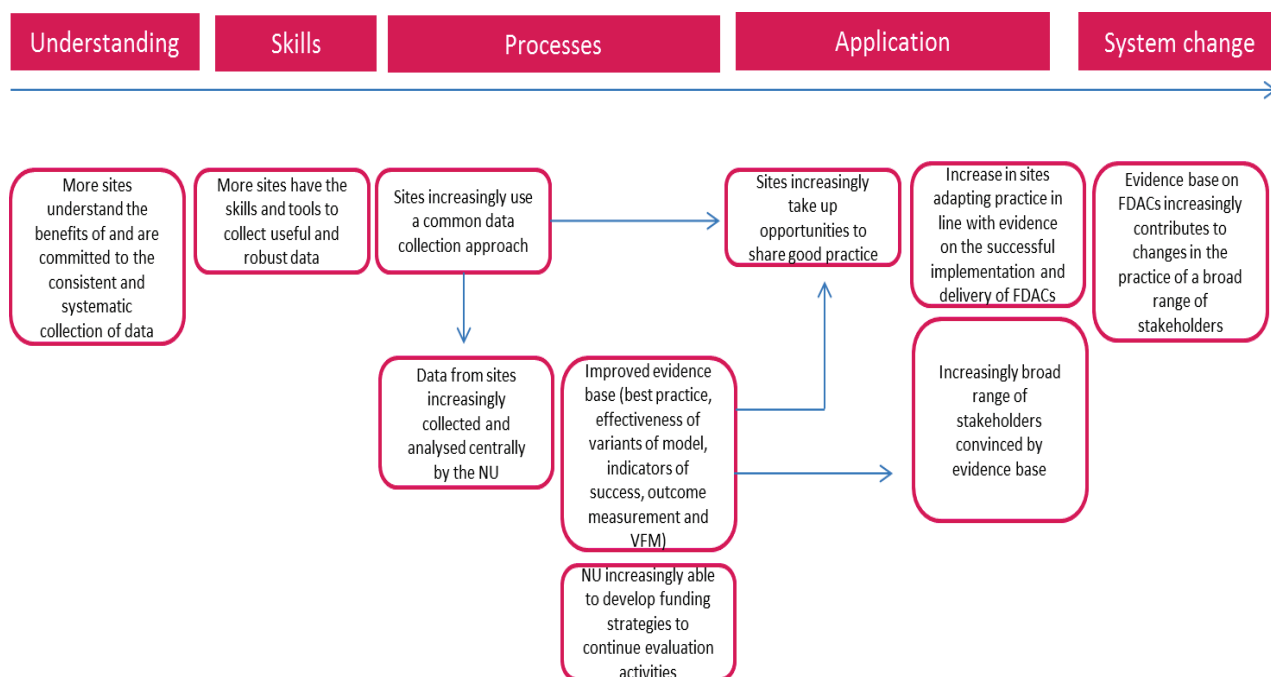 Understanding
Skills
Processes
Application
System change
More sites
understand the
benefits of and are
committed to the
consistent and
systematic
collection of data
More sites have the
skills and tools to
collect useful and
robust data
Sites increasingly use
a common data
collection approach
Sites increasingly
take up
opportunities to
share good practice
Increase in sites
adapting practice in
line with evidence
on the successful
implementation and
delivery of FDACs
Evidence base on
FDACs increasingly
contributes to
changes in the
practice of a broad
range of
stakeholders
Data from sites
increasingly
collected and
analysed centrally
by the NU
Improved evidence
base (best practice,
effectiveness of
variants of model,
indicators of
success, outcome
measurement and
VFM)
Increasingly broad
range of
stakeholders
convinced by
evidence base
NU increasingly able
to develop funding
strategies to
continue evaluation
activities